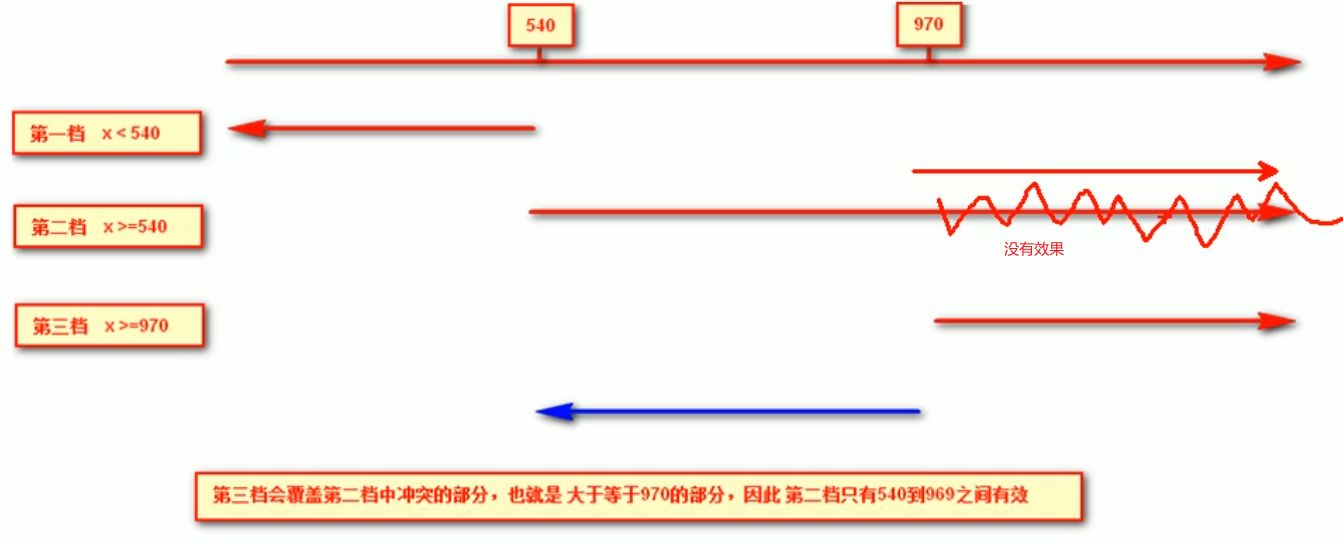 540
970
第一档 x < 540
第二档 x >=540
没有效果
第三档 x >=970
第三档会覆盖第二档中冲突的部分，也就是 大于等于970的部分，因此 第二档只有540到969之间有效